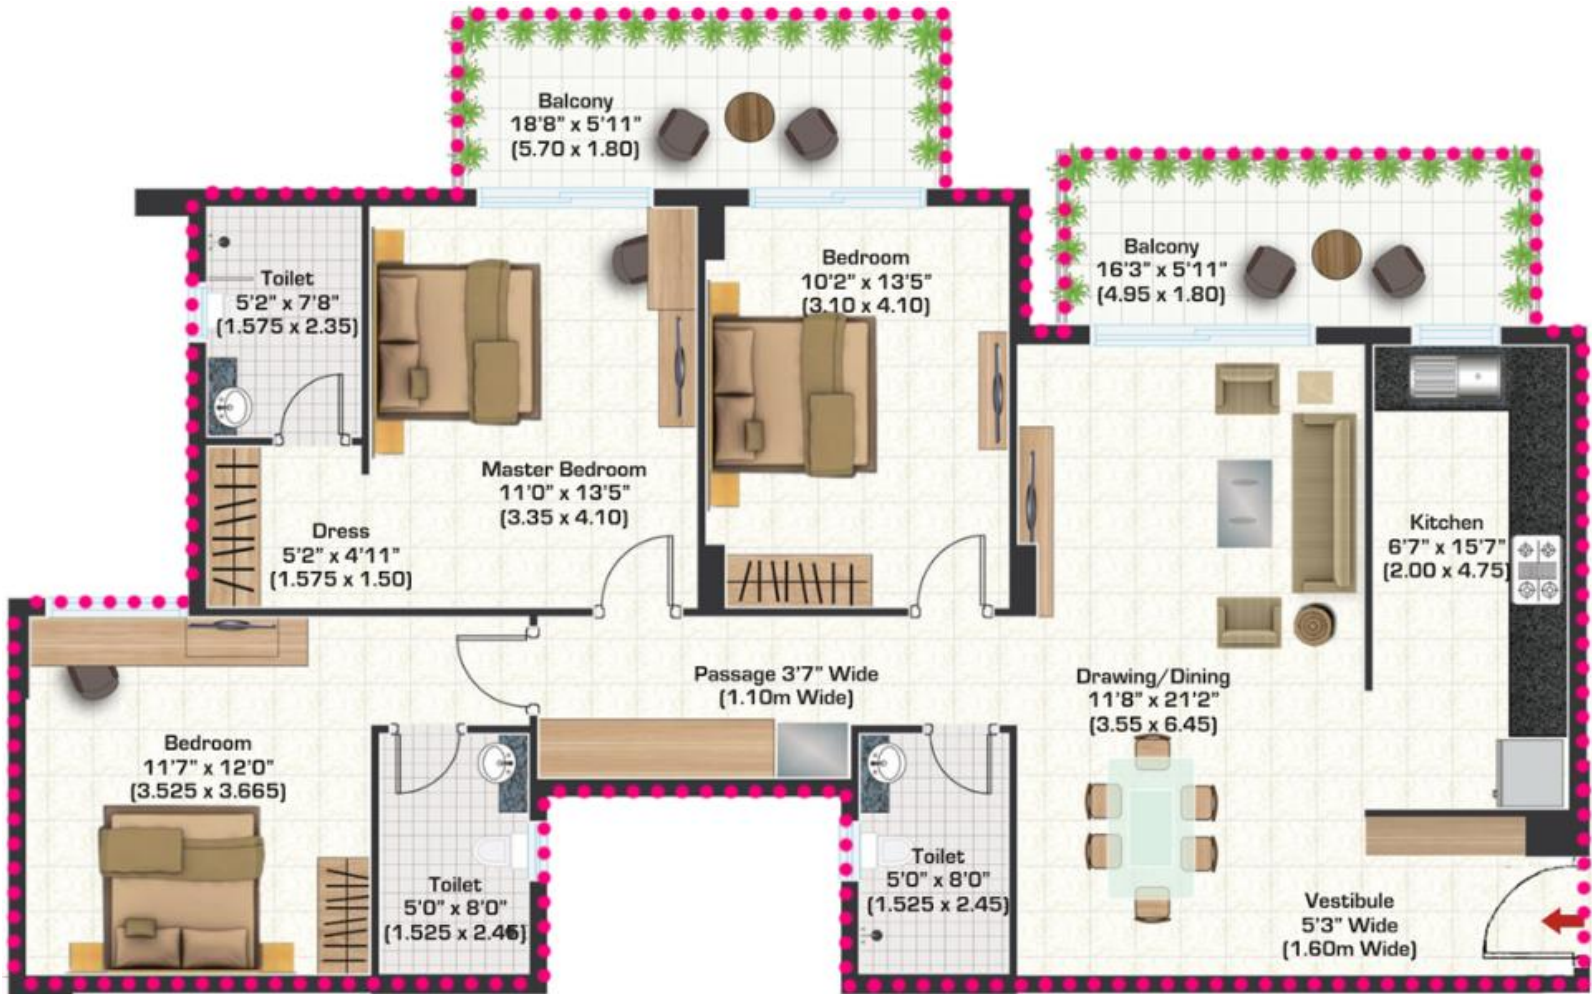 Balcony
18'8" x 5'11"
(5.70 x 1.80)
Balcony
16'3" x 5'11"
(4.95 x 1.80)
Toilet
5'2" x 7'8"
(1.575 x 2.35)
Bedroom
10'2" x 13'5"
(3.10 x 4.10)
Master Bedroom
11'0" x 13'5"
(3.35 x 4.10)
Dress
5'2" x 4'11"
(1.575 x 1.50)
Kitchen
6'7" x 15'7"
(2.00 x 4.75)
Passage 3'7" Wide
(1.10m Wide)
Drawing/Dining
11'8" x 21'2"
(3.55 x 6.45)
Bedroom
11'7" x 12'0"
(3.525 x 3.665)
Toilet
5'0" x 8'0"
(1.525 x 2.45)
Toilet
5'0" x 8'0"
(1.525 x 2.45)
Vestibule
5'3" Wide
(1.60m Wide)